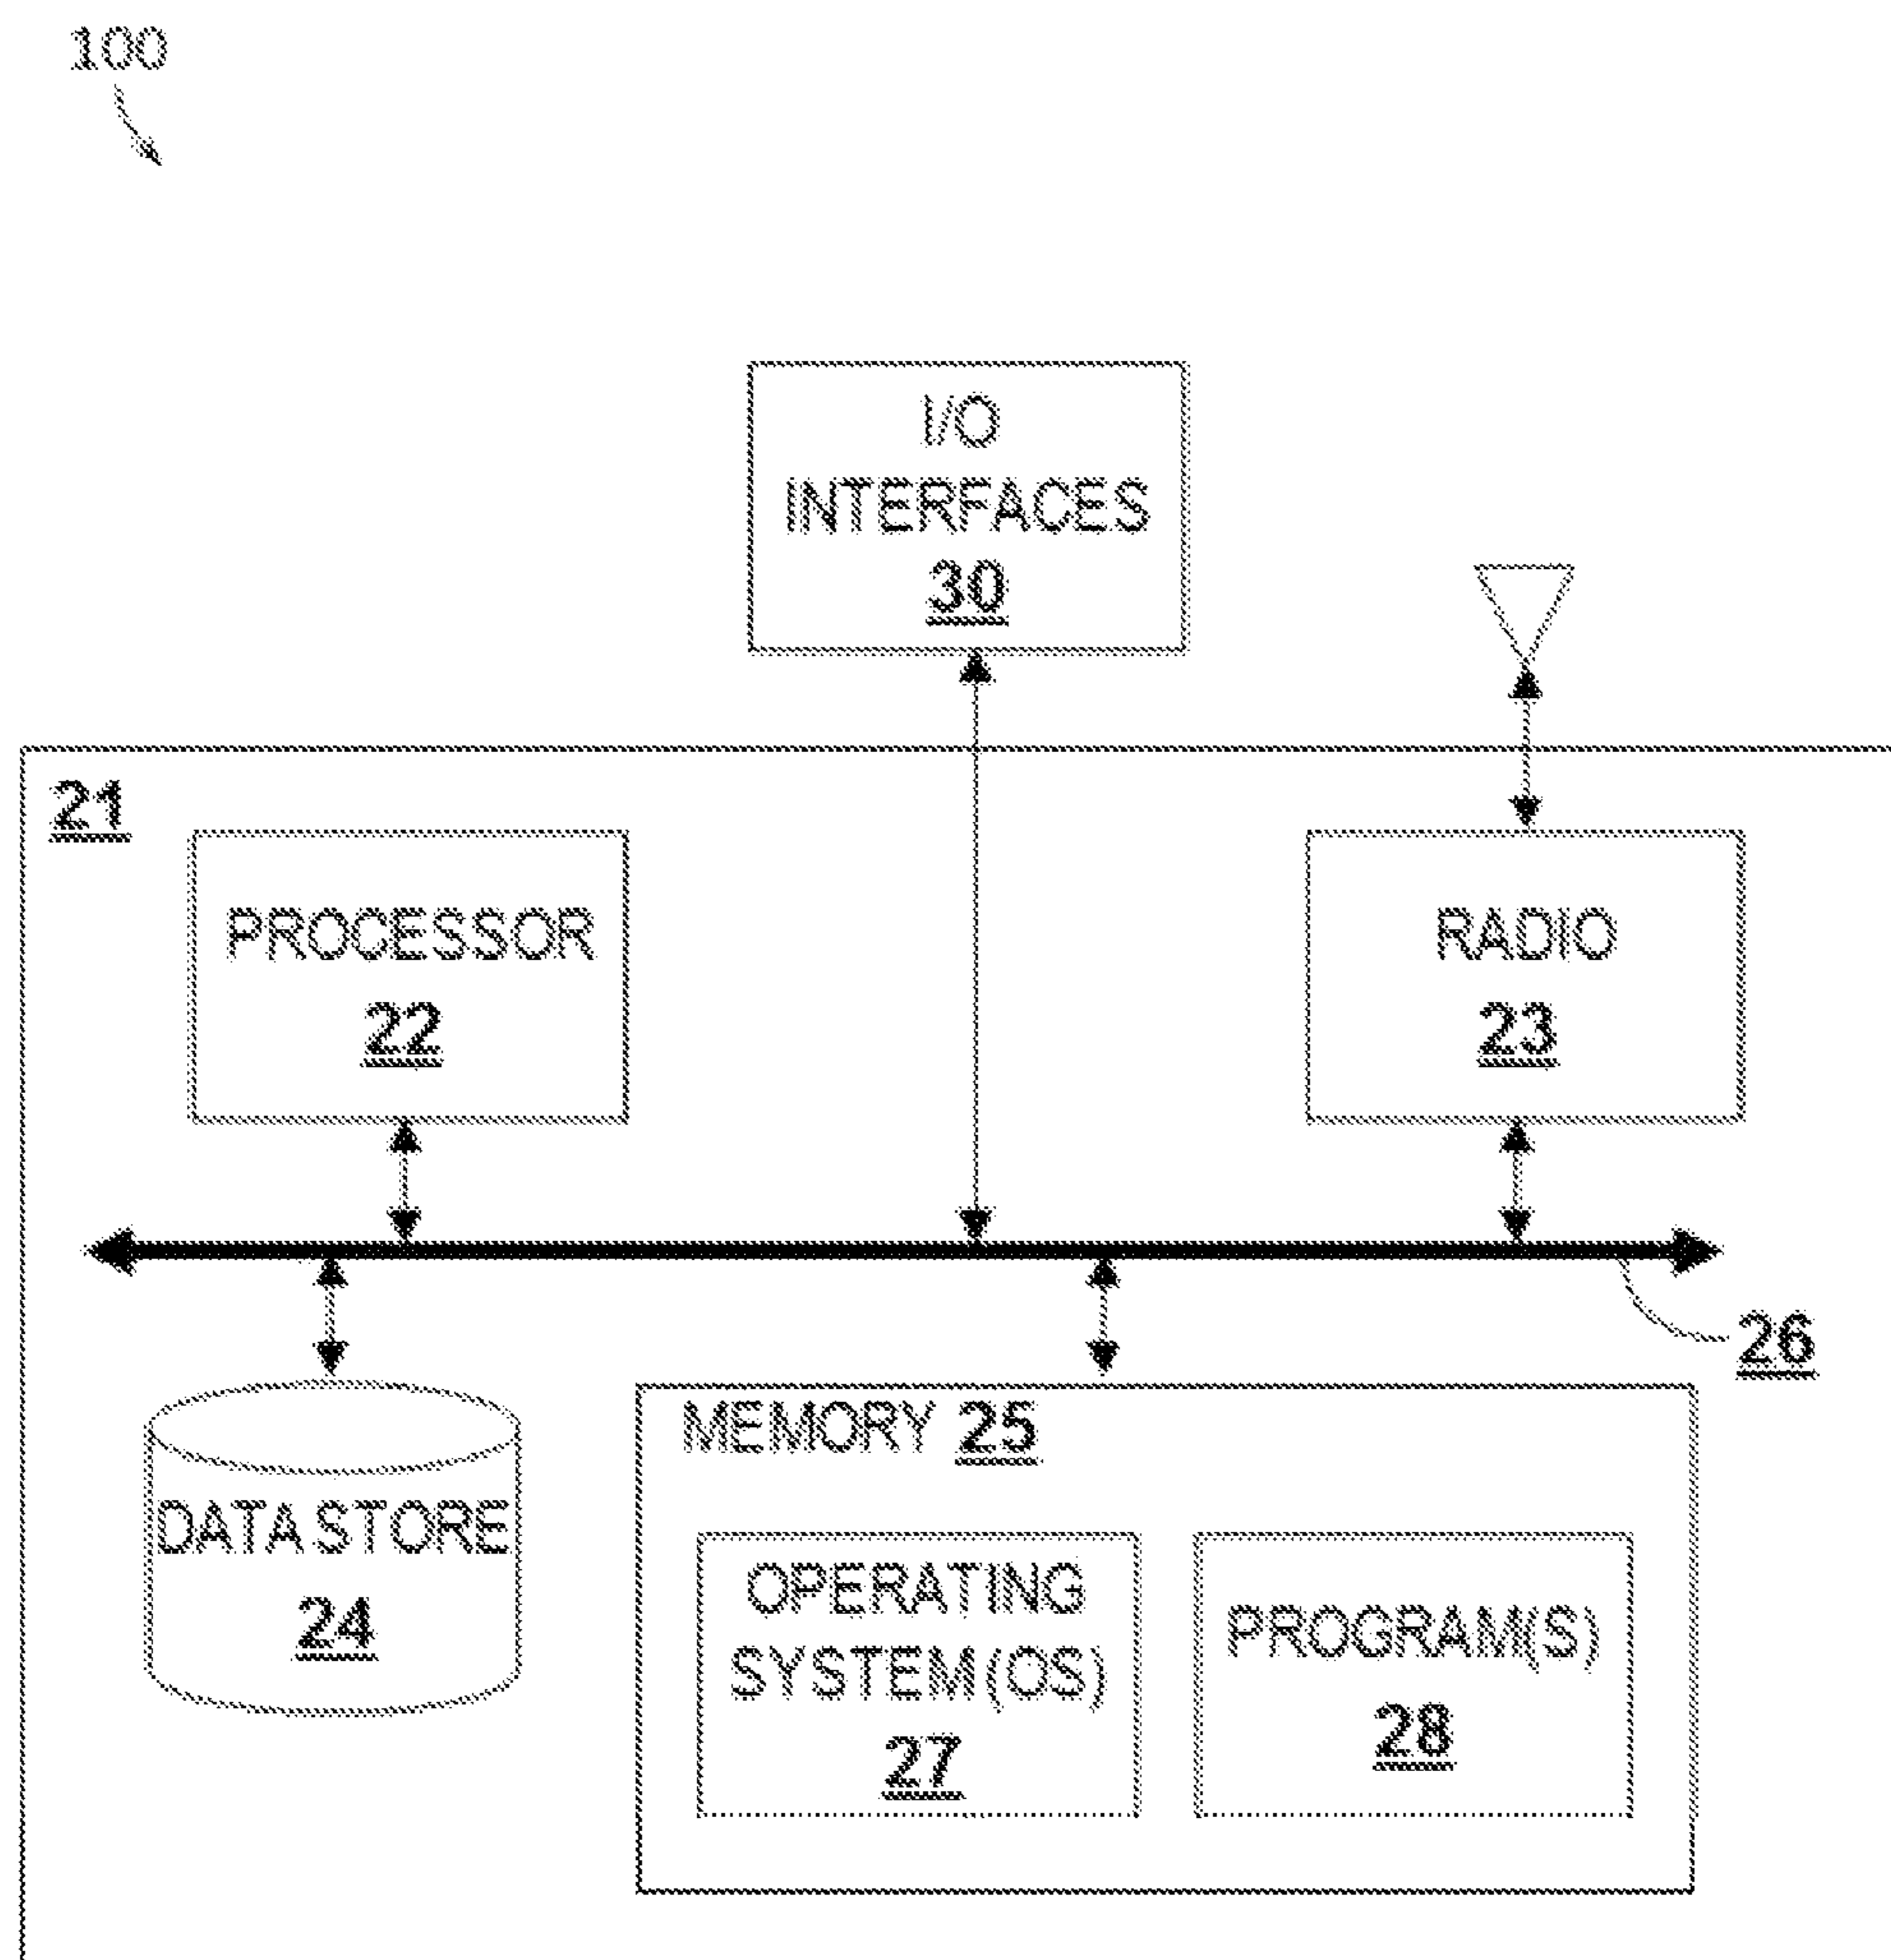 100
I/O
INTERFACES
30
21
PROCESSOR
22
RADIO
23
26
MEMORY 25
DATA STORE
24
OPERATING
SYSTEM (OS)
27
PROGRAM(S)
28